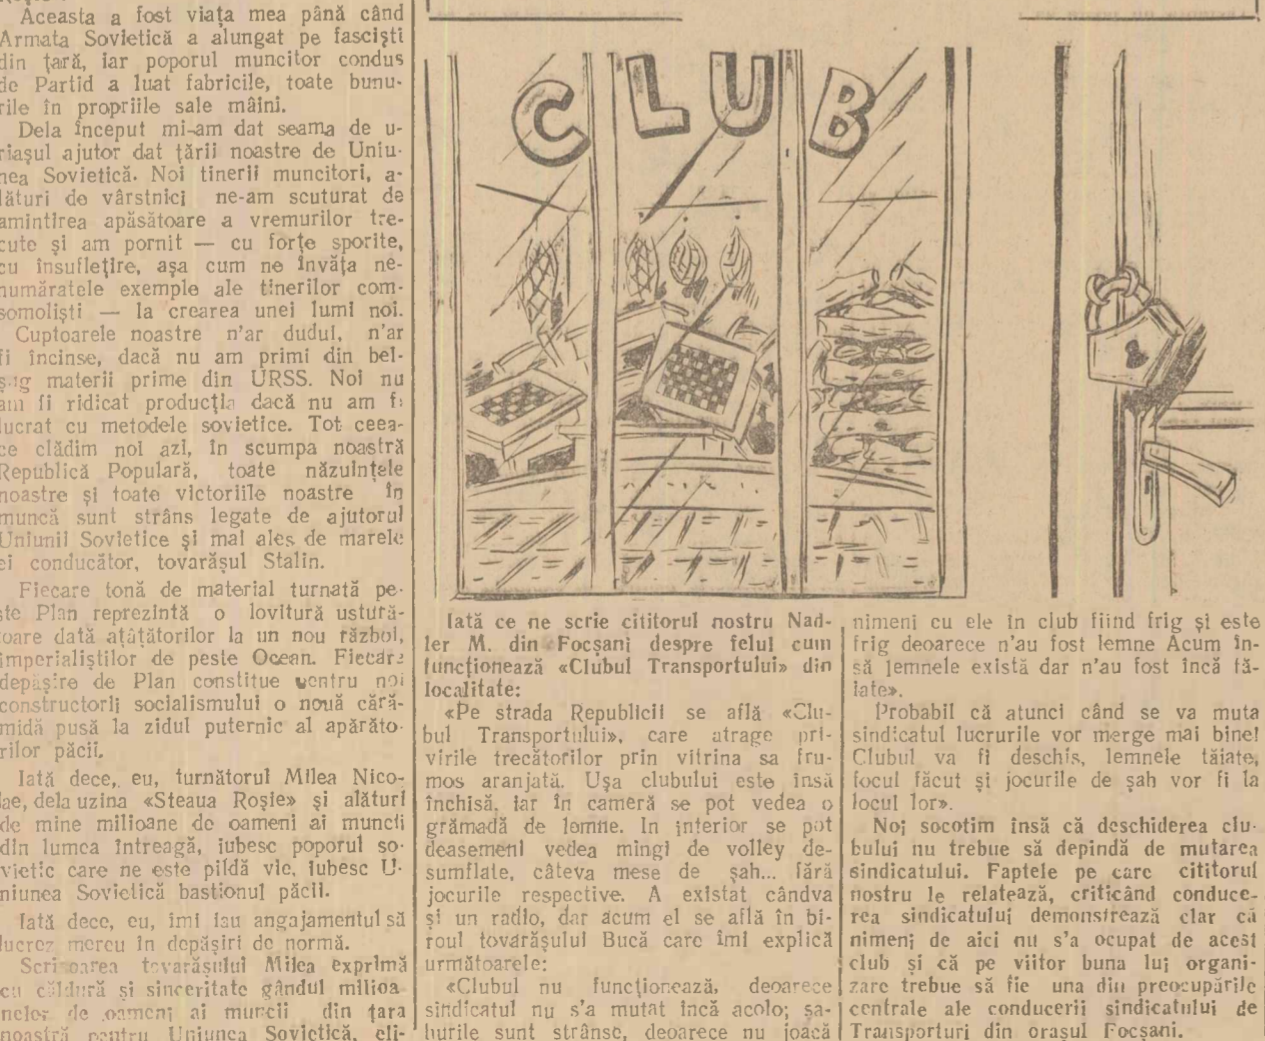 Aceasta a fost viața mea până când
Armata Sovietică a alungat pe fasciști
din țară, iar poporul muncitor condus
de Partid a luat fabricile, toate bunu-
rile în propriile sale mâini.
Dela început mi-am dat seama de u-
riașul ajutor dat țării noastre de Uniu-
nea Sovietică. Noi tinerii muncitori, a-
lături de vârstnici ne-am scuturat de
amintirea apăsătoare a vremurilor tre-
cute și am pornit — cu forțe sporite,
cu însuflețire, așa cum ne învăța ne-
număratele exemple ale tinerilor com-
somoliști — la crearea unei lumi noi.
Cuptoarele noastre n'ar dudui, n'ar
fi încinse, dacă nu am primi din bel-
șug materii prime din URSS. Noi nu
am fi ridicat producția dacă nu am fi
lucrat cu metodele sovietice. Tot ceea-
ce clădim noi azi, în scumpa noastră
Republică Populară, toate năzuințele
noastre și toate victoriile noastre în
muncă sunt strâns legate de ajutorul
Uniunii Sovietice și mai ales de marele
ei conducător, tovarășul Stalin.
Fiecare tonă de material turnată pe-
ste Plan reprezintă o lovitură ustură-
toare dată ațâțătorilor la un nou război,
imperialiștilor de peste Ocean. Fiecare
depășire de Plan constitue pentru noi
constructorii socialismului o nouă cără-
midă pusă la zidul puternic al apărăto-
rilor păcii.
Iată dece, eu, turnătorul Milea Nico-
lae, dela uzina «Steaua Roșie» și alături
de mine milioane de oameni ai muncii
din lumea întreagă, iubesc poporul so-
vietic care ne este pildă vie, iubesc U-
niunea Sovietică bastionul păcii.
Iată dece, eu, îmi iau angajamentul să
lucrez mereu în depășiri de normă.
Scrisoarea tovarășului Milea exprimă
cu căldură și sinceritate gândul milioa-
nelor de oameni ai muncii din țara
noastră pentru Uniunea Sovietică, eli-
CLUB
Iată ce ne scrie cititorul nostru Nad-
ler M. din Focșani despre felul cum
funcționează «Clubul Transportului» din
localitate:
«Pe strada Republicii se află «Clu-
bul Transportului», care atrage pri-
virile trecătorilor prin vitrina sa fru-
mos aranjată. Ușa clubului este însă
închisă, iar în cameră se pot vedea o
grămadă de lemne. In interior se pot
deasemeni vedea mingi de volley de-
sumflate, câteva mese de șah... fără
jocurile respective. A existat cândva
și un radio, dar acum el se află în bi-
roul tovarășului Bucă care îmi explică
următoarele:
«Clubul nu funcționează, deoarece
sindicatul nu s'a mutat încă acolo; șa-
hurile sunt strânse, deoarece nu joacă
nimeni cu ele în club fiind frig și este
frig deoarece n'au fost lemne Acum în-
să lemnele există dar n'au fost încă tă-
iate».
Probabil că atunci când se va muta
sindicatul lucrurile vor merge mai bine!
Clubul va fi deschis, lemnele tăiate,
focul făcut și jocurile de șah vor fi la
locul lor».
Noi socotim însă că deschiderea clu-
bului nu trebue să depindă de mutarea
sindicatului. Faptele pe care cititorul
nostru le relatează, criticând conduce-
rea sindicatului demonstrează clar că
nimeni de aici nu s'a ocupat de acest
club și că pe viitor buna lui organi-
zare trebue să fie una din preocupările
centrale ale conducerii sindicatului de
Transporturi din orașul Focșani.